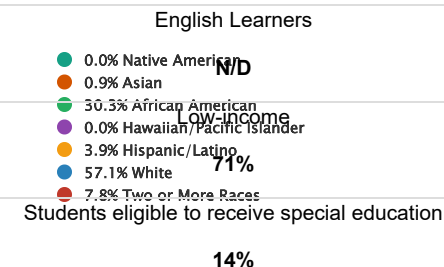 English Learners
0.0% Native American
N/D
0.9% Asian
30.3% African American
Low-income
0.0% Hawaiian/Pacific Islander
3.9% Hispanic/Latino
71%
57.1% White
7.8% Two or More Races
Students eligible to receive special education
14%